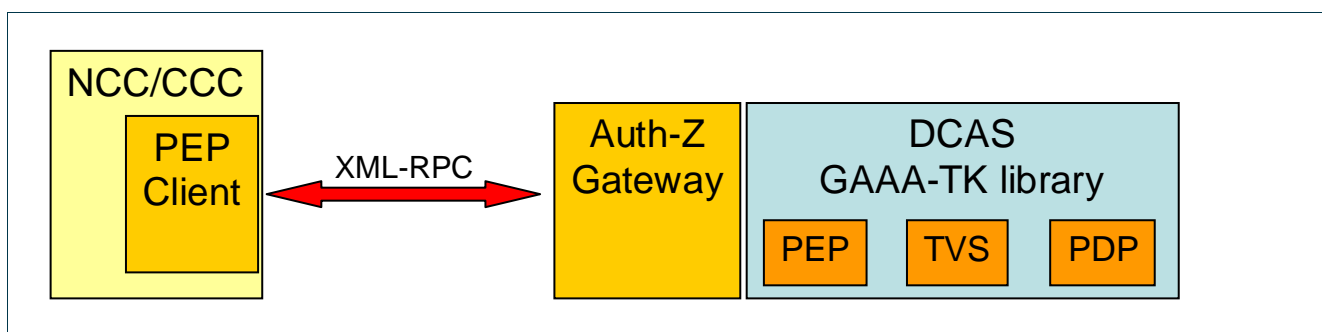 NCC/CCC
PEP
Client
XML-RPC
Auth-Z
Gateway
DCAS
GAAA-TK library
PEP
TVS
PDP